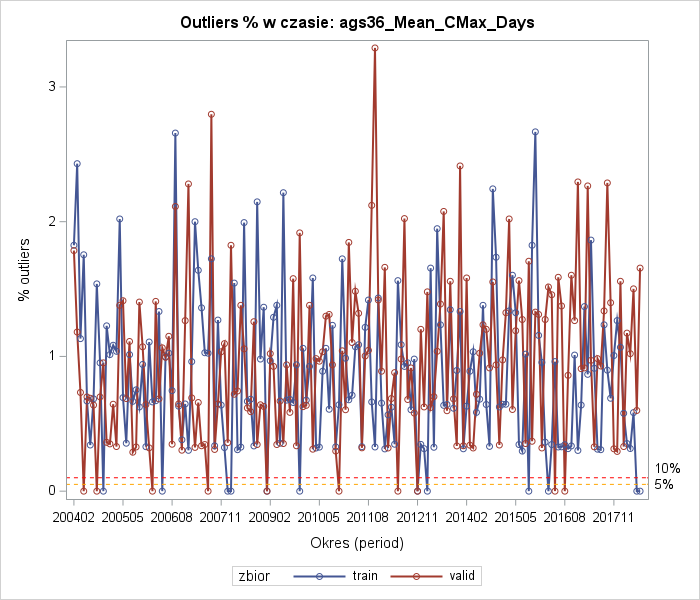 Outliers % w czasie: ags36_Mean_CMax_Days
% outliers
3
2
1
0
10%
5%
200402 200505 200608 200711 200902 201005 201108 201211 201402 201505 201608 201711
Okres (period)
zbior train valid